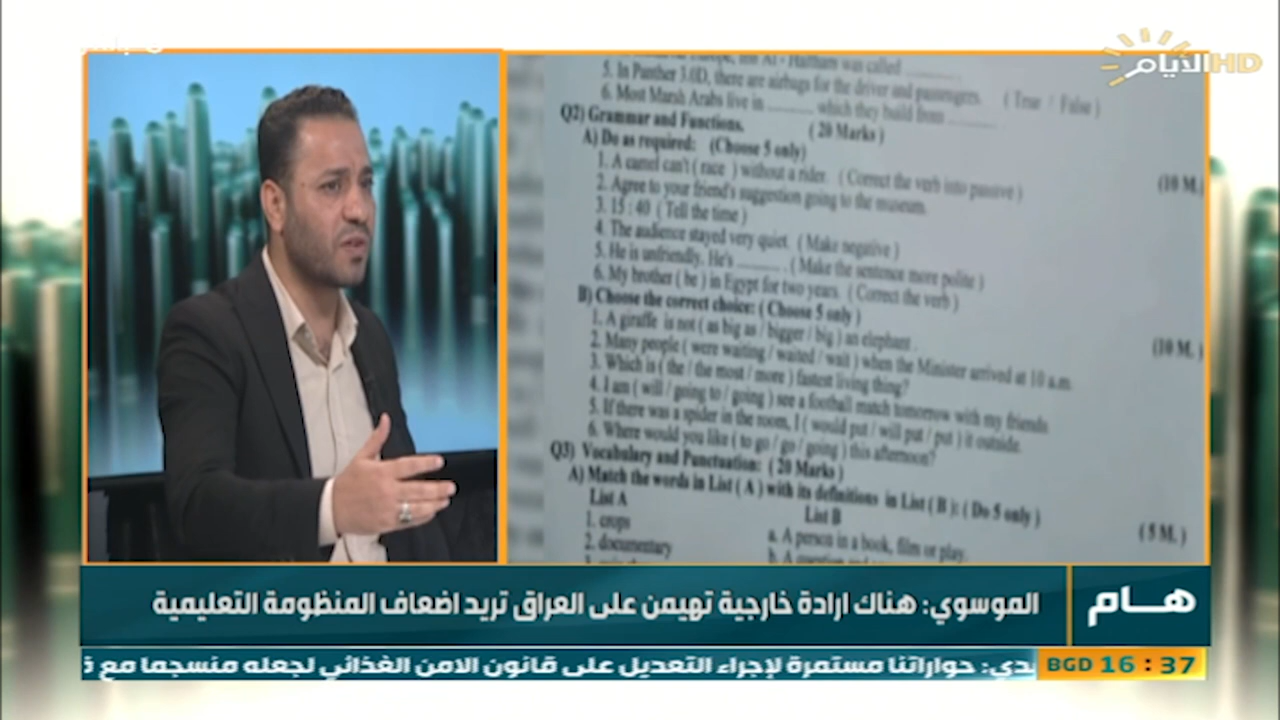 مباشر
الأيام HD
5. In Panther 3.0D, there are airbags for the driver and passengers. ( True / False )
6. Most Marsh Arabs live in .......... which they build from ..........
Q2) Grammar and Functions. ( 20 Marks )
A) Do as required: (Choose 5 only) (10 M.)
1. A camel can't ( race ) without a rider. ( Correct the verb into passive )
2. Agree to your friend's suggestion going to the museum.
3. 15 : 40 ( Tell the time )
4. The audience stayed very quiet. ( Make negative )
5. He is unfriendly. He's .......... . ( Make the sentence more polite )
6. My brother ( be ) in Egypt for two years. ( Correct the verb )
B) Choose the correct choice: ( Choose 5 only ) (10 M.)
1. A giraffe is not ( as big as / bigger / big ) an elephant .
2. Many people ( were waiting / waited / wait ) when the Minister arrived at 10 a.m.
3. Which is ( the / the most / more ) fastest living thing?
4. I am ( will / going to / going ) see a football match tomorrow with my friends.
5. If there was a spider in the room, I ( would put / will put / put ) it outside.
6. Where would you like ( to go / go / going ) this afternoon?
Q3) Vocabulary and Punctuation: ( 20 Marks )
A) Match the words in List ( A ) with its definitions in List ( B ): ( Do 5 only ) (5 M.)
List A List B
1. crops a. A person in a book, film or play.
2. documentary
هـام
الموسوي: هناك ارادة خارجية تهيمن على العراق تريد اضعاف المنظومة التعليمية
BGD 16 : 37
دي: حواراتنا مستمرة لإجراء التعديل على قانون الامن الغذائي لجعله منسجما مع